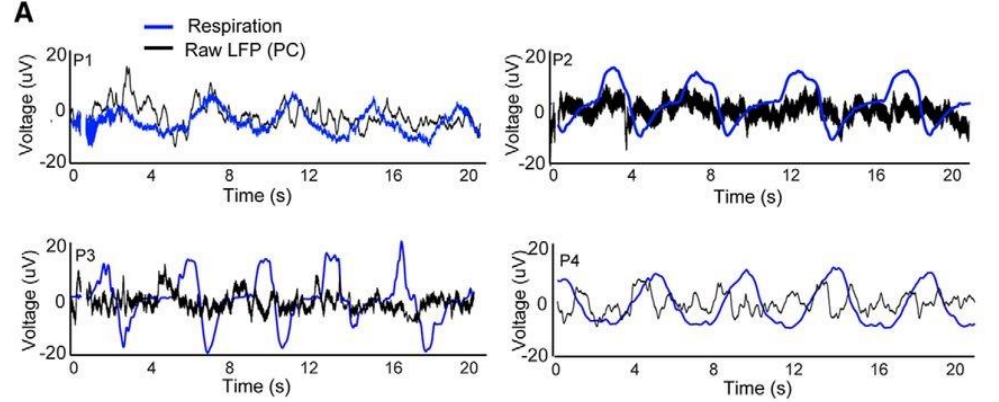 A
Respiration
Raw LFP (PC)
P1
Voltage (uV)
20
0
-20
0 4 8 12 16 20
Time (s)
P2
Voltage (uV)
20
0
-20
0 4 8 12 16 20
Time (s)
P3
Voltage (uV)
20
0
-20
0 4 8 12 16 20
Time (s)
P4
Voltage (uV)
20
0
-20
0 4 8 12 16 20
Time (s)